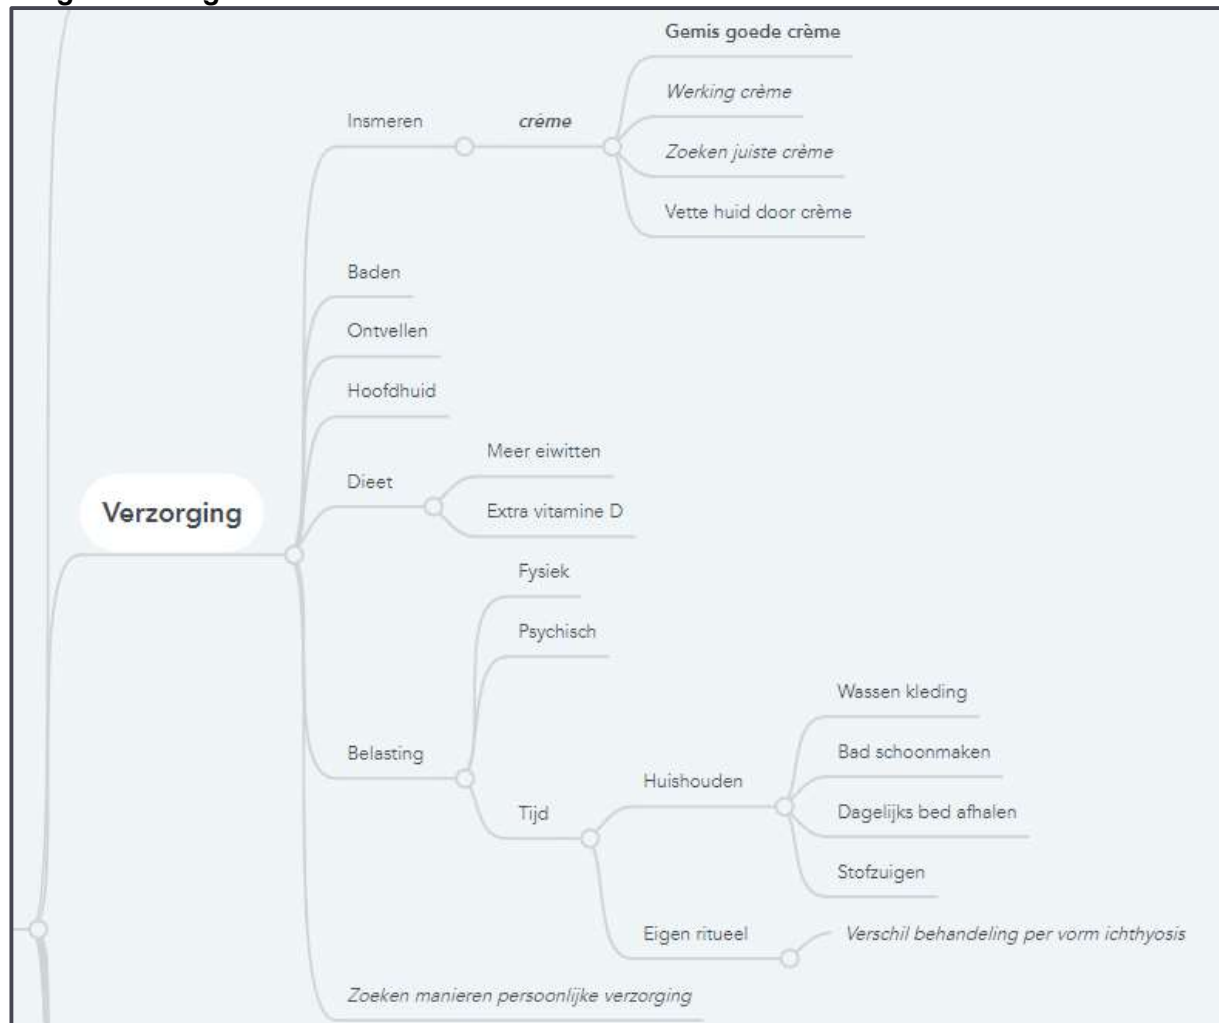 Gemis goede crème
Werking crème
Insmeren
crème
Zoeken juiste crème
Vette huid door crème
Baden
Ontvellen
Hoofdhuid
Dieet
Meer eiwitten
Extra vitamine D
Verzorging
Fysiek
Psychisch
Belasting
Tijd
Huishouden
Wassen kleding
Bad schoonmaken
Dagelijks bed afhalen
Stofzuigen
Eigen ritueel
Verschil behandeling per vorm ichthyosis
Zoeken manieren persoonlijke verzorging